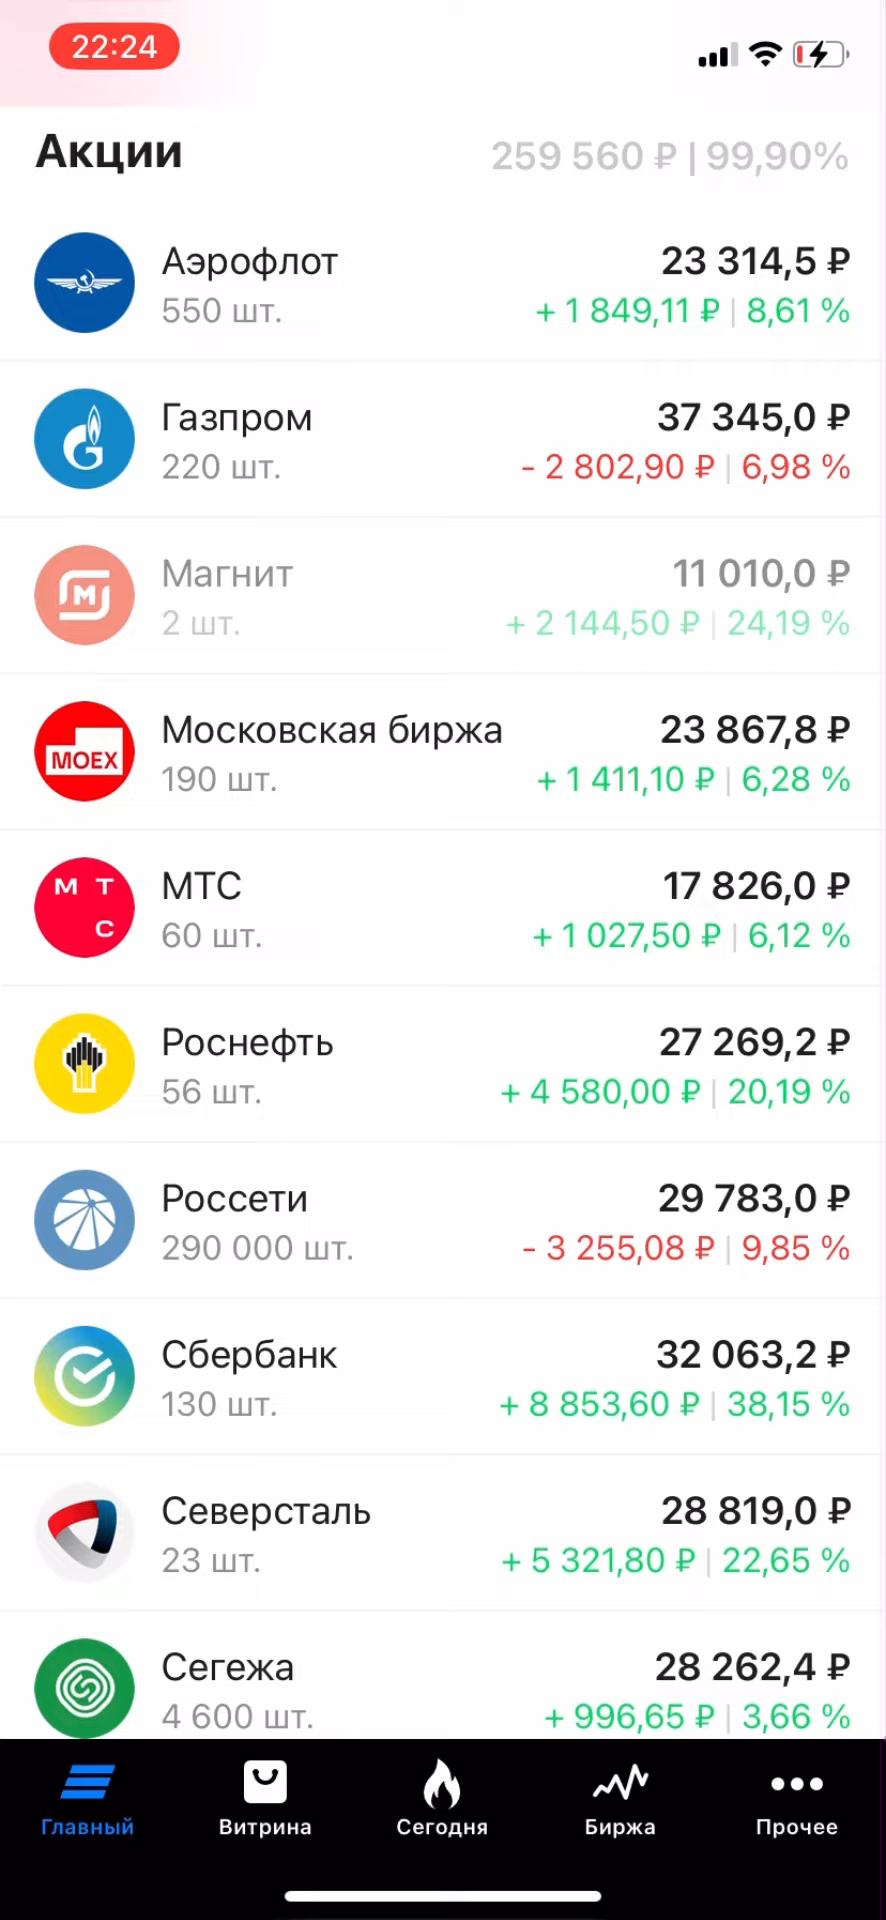 22:24
Акции 259 560 ₽ | 99,90%
Аэрофлот 23 314,5 ₽
550 шт. + 1 849,11 ₽ | 8,61 %
Газпром 37 345,0 ₽
220 шт. - 2 802,90 ₽ | 6,98 %
Магнит 11 010,0 ₽
2 шт. + 2 144,50 ₽ | 24,19 %
Московская биржа 23 867,8 ₽
MOEX
190 шт. + 1 411,10 ₽ | 6,28 %
М Т С
МТС 17 826,0 ₽
60 шт. + 1 027,50 ₽ | 6,12 %
Роснефть 27 269,2 ₽
56 шт. + 4 580,00 ₽ | 20,19 %
Россети 29 783,0 ₽
290 000 шт. - 3 255,08 ₽ | 9,85 %
Сбербанк 32 063,2 ₽
130 шт. + 8 853,60 ₽ | 38,15 %
Северсталь 28 819,0 ₽
23 шт. + 5 321,80 ₽ | 22,65 %
Сегежа 28 262,4 ₽
4 600 шт. + 996,65 ₽ | 3,66 %
Главный Витрина Сегодня Биржа Прочее